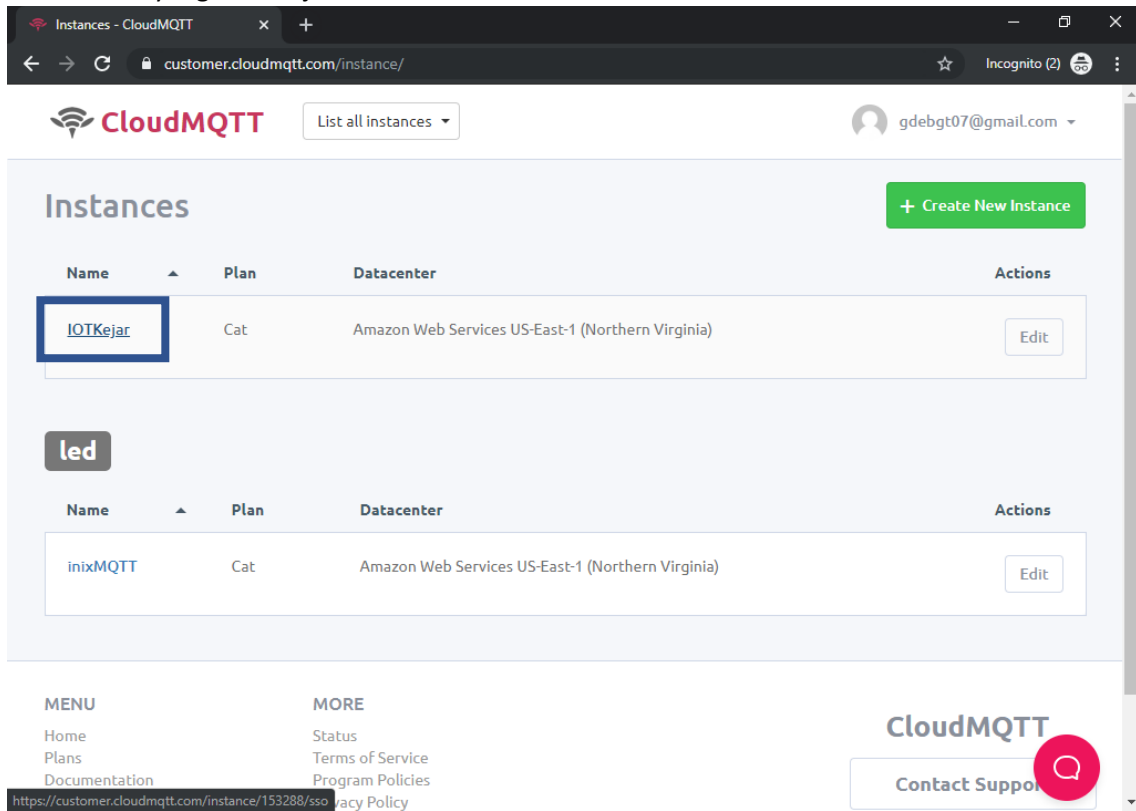 Instances - CloudMQTT
customer.cloudmqtt.com/instance/
Incognito (2)
CloudMQTT
List all instances
gdebgt07@gmail.com
Instances
+ Create New Instance
Name Plan Datacenter Actions
IOTKejar Cat Amazon Web Services US-East-1 (Northern Virginia) Edit
led
Name Plan Datacenter Actions
inixMQTT Cat Amazon Web Services US-East-1 (Northern Virginia) Edit
MENU MORE
CloudMQTT
Home Status
Plans Terms of Service
Documentation Program Policies
Contact
https://customer.cloudmqtt.com/instance/153288/sso Policy